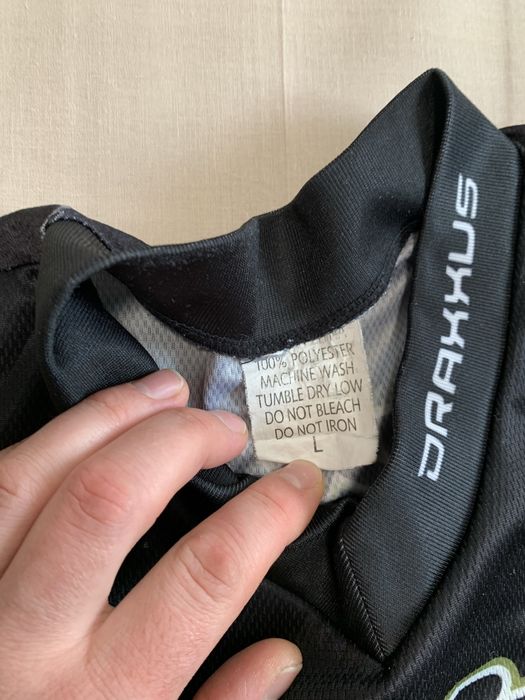 100% POLYESTER
MACHINE WASH
TUMBLE DRY LOW
DO NOT BLEACH
DO NOT IRON
L
DRAXXUS